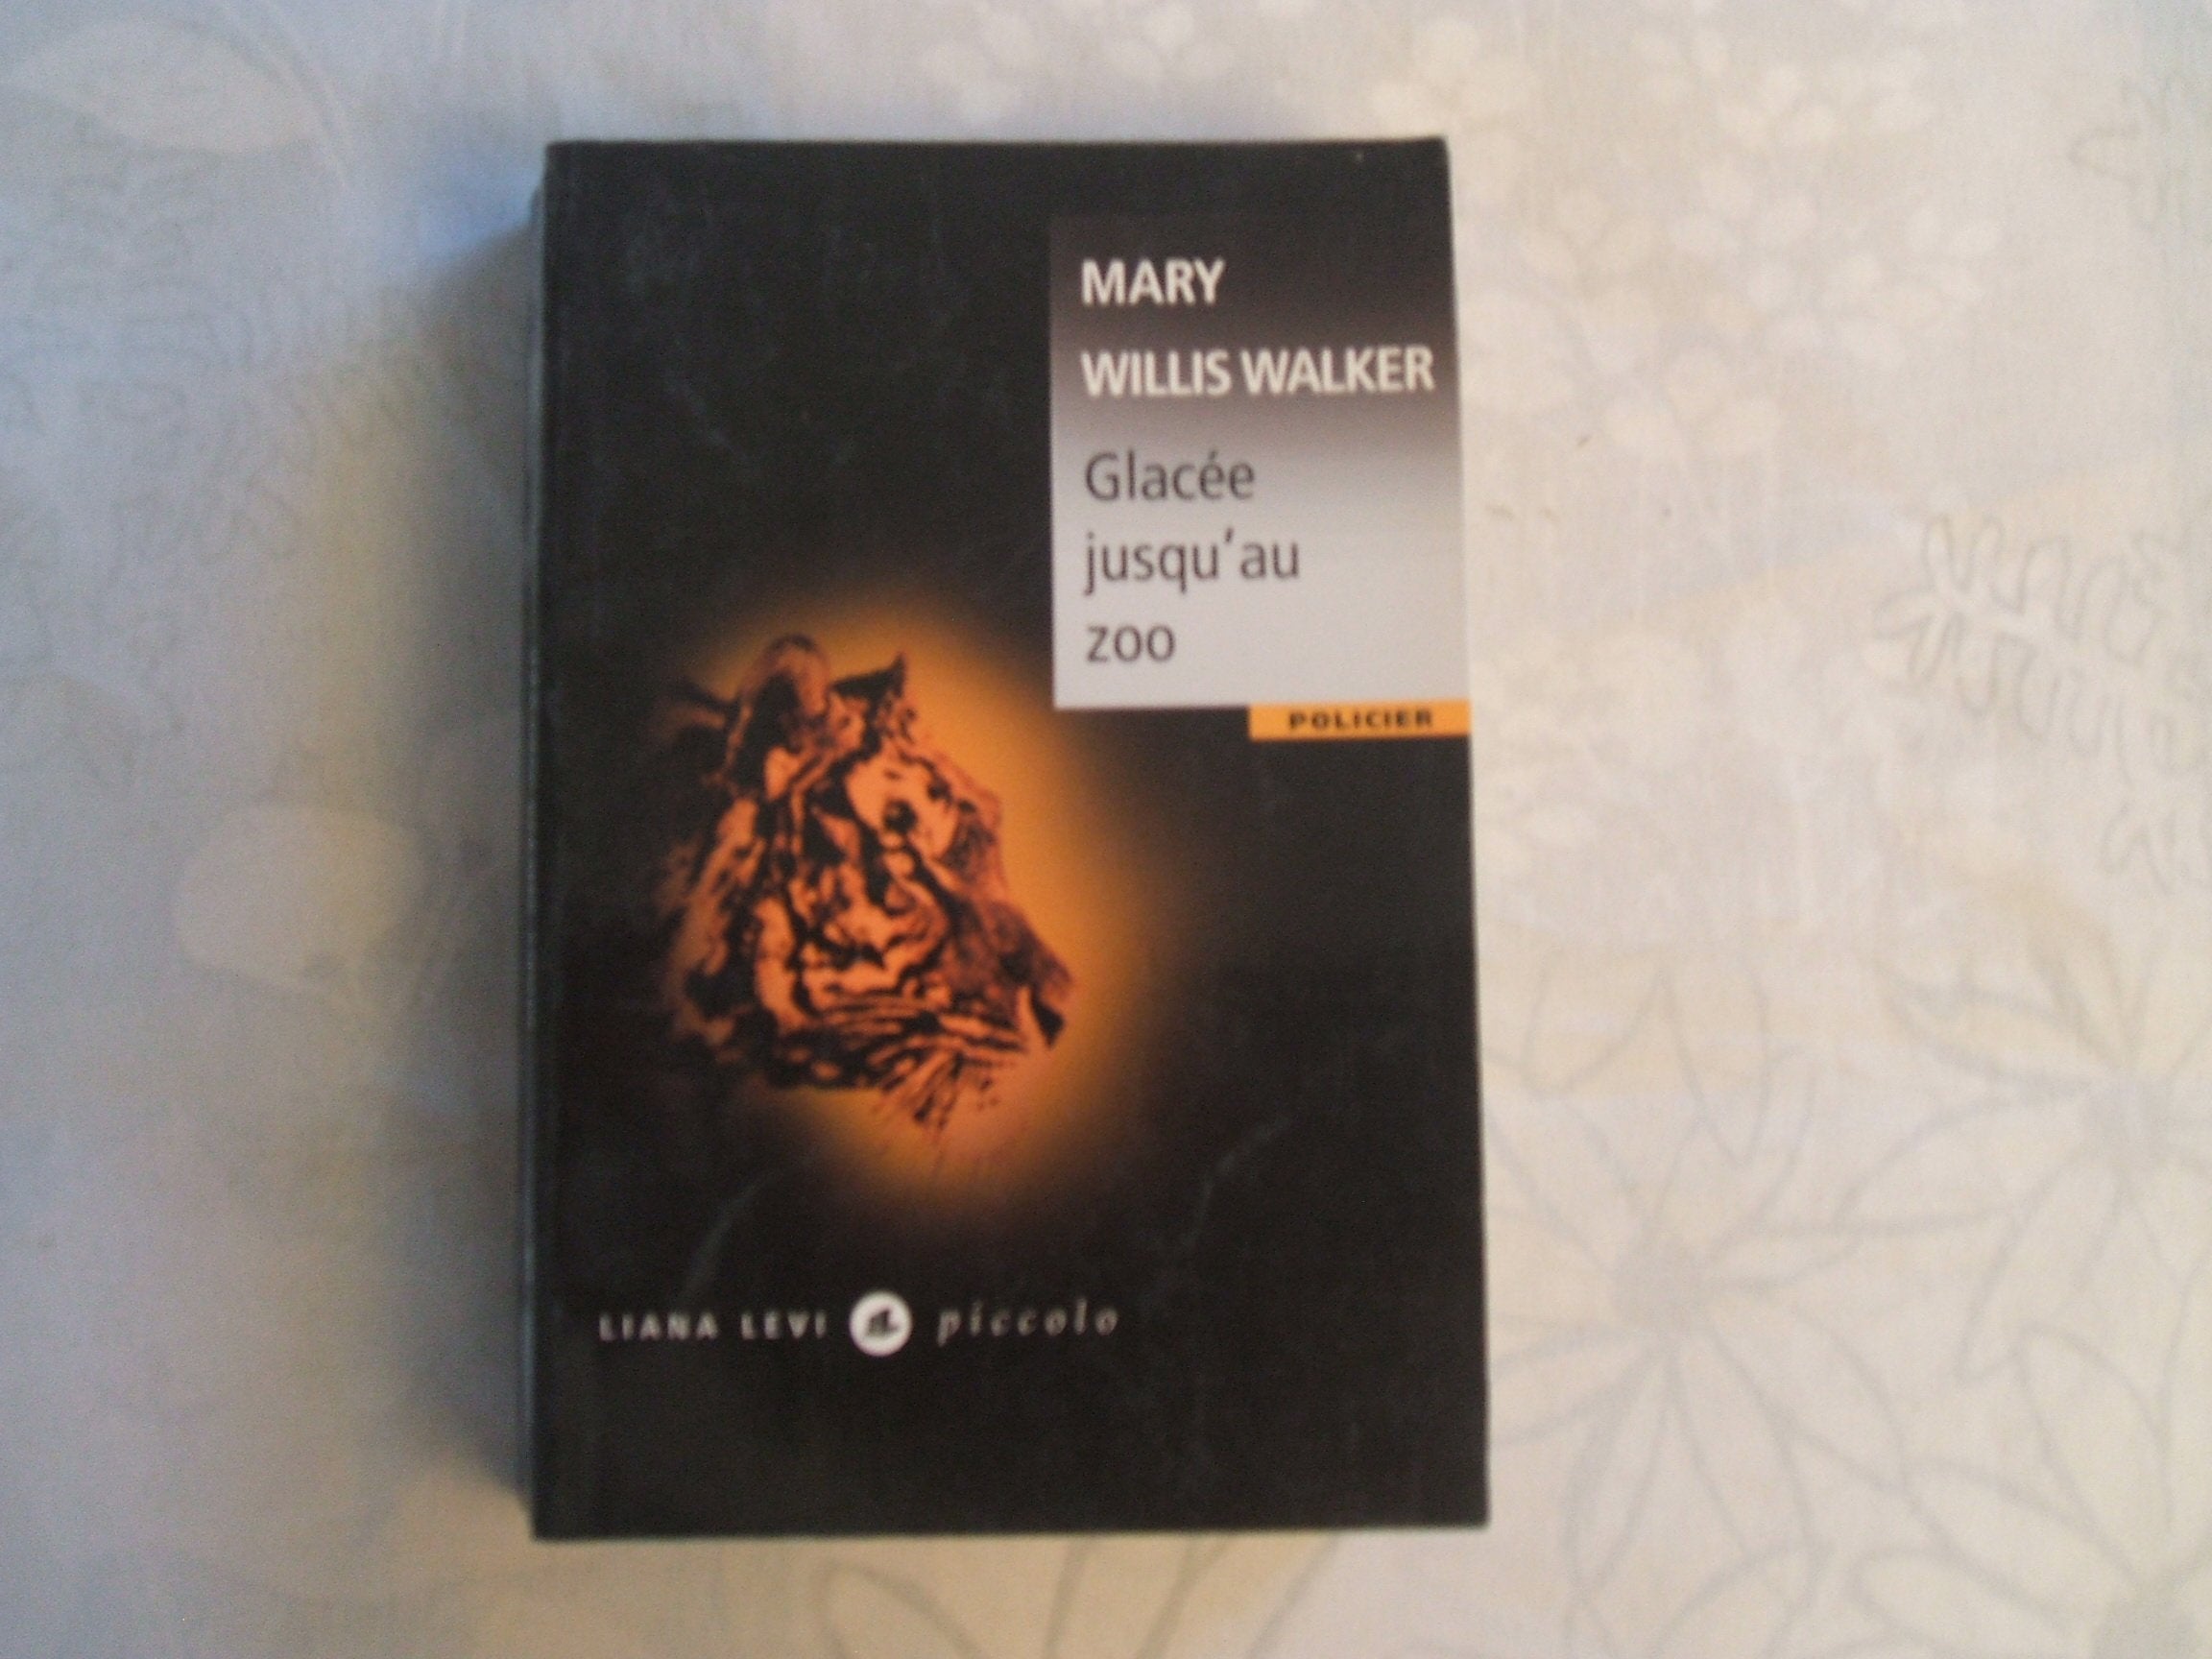 MARY
WILLIS WALKER
Glacée
jusqu'au
zoo
POLICIER
LIANA LEVI piccolo